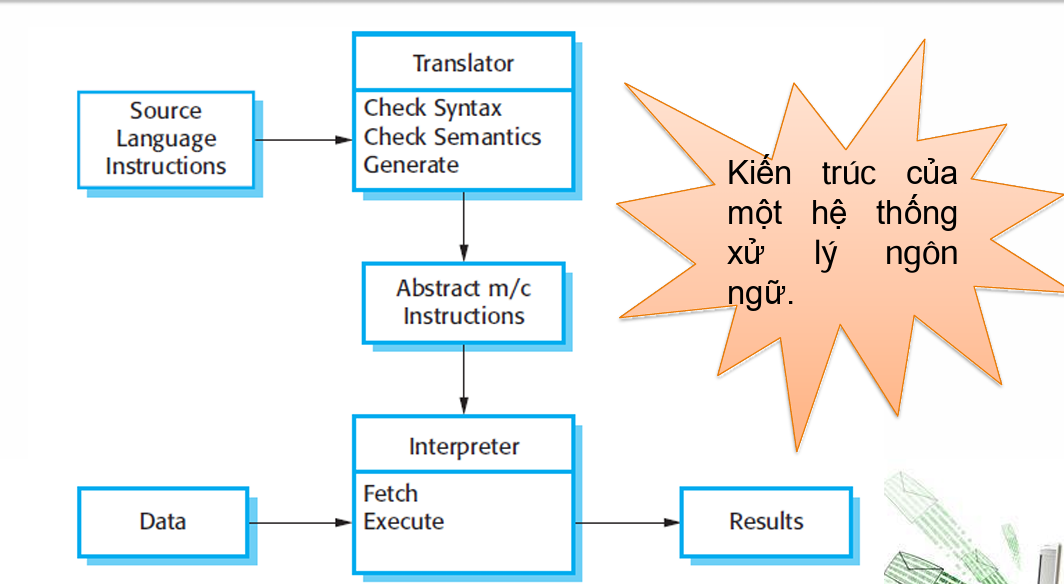 Translator
Check Syntax
Check Semantics
Generate
Source
Language
Instructions
Kiến trúc của
một hệ thống
xử lý ngôn
ngữ.
Abstract m/c
Instructions
Interpreter
Fetch
Execute
Data
Results